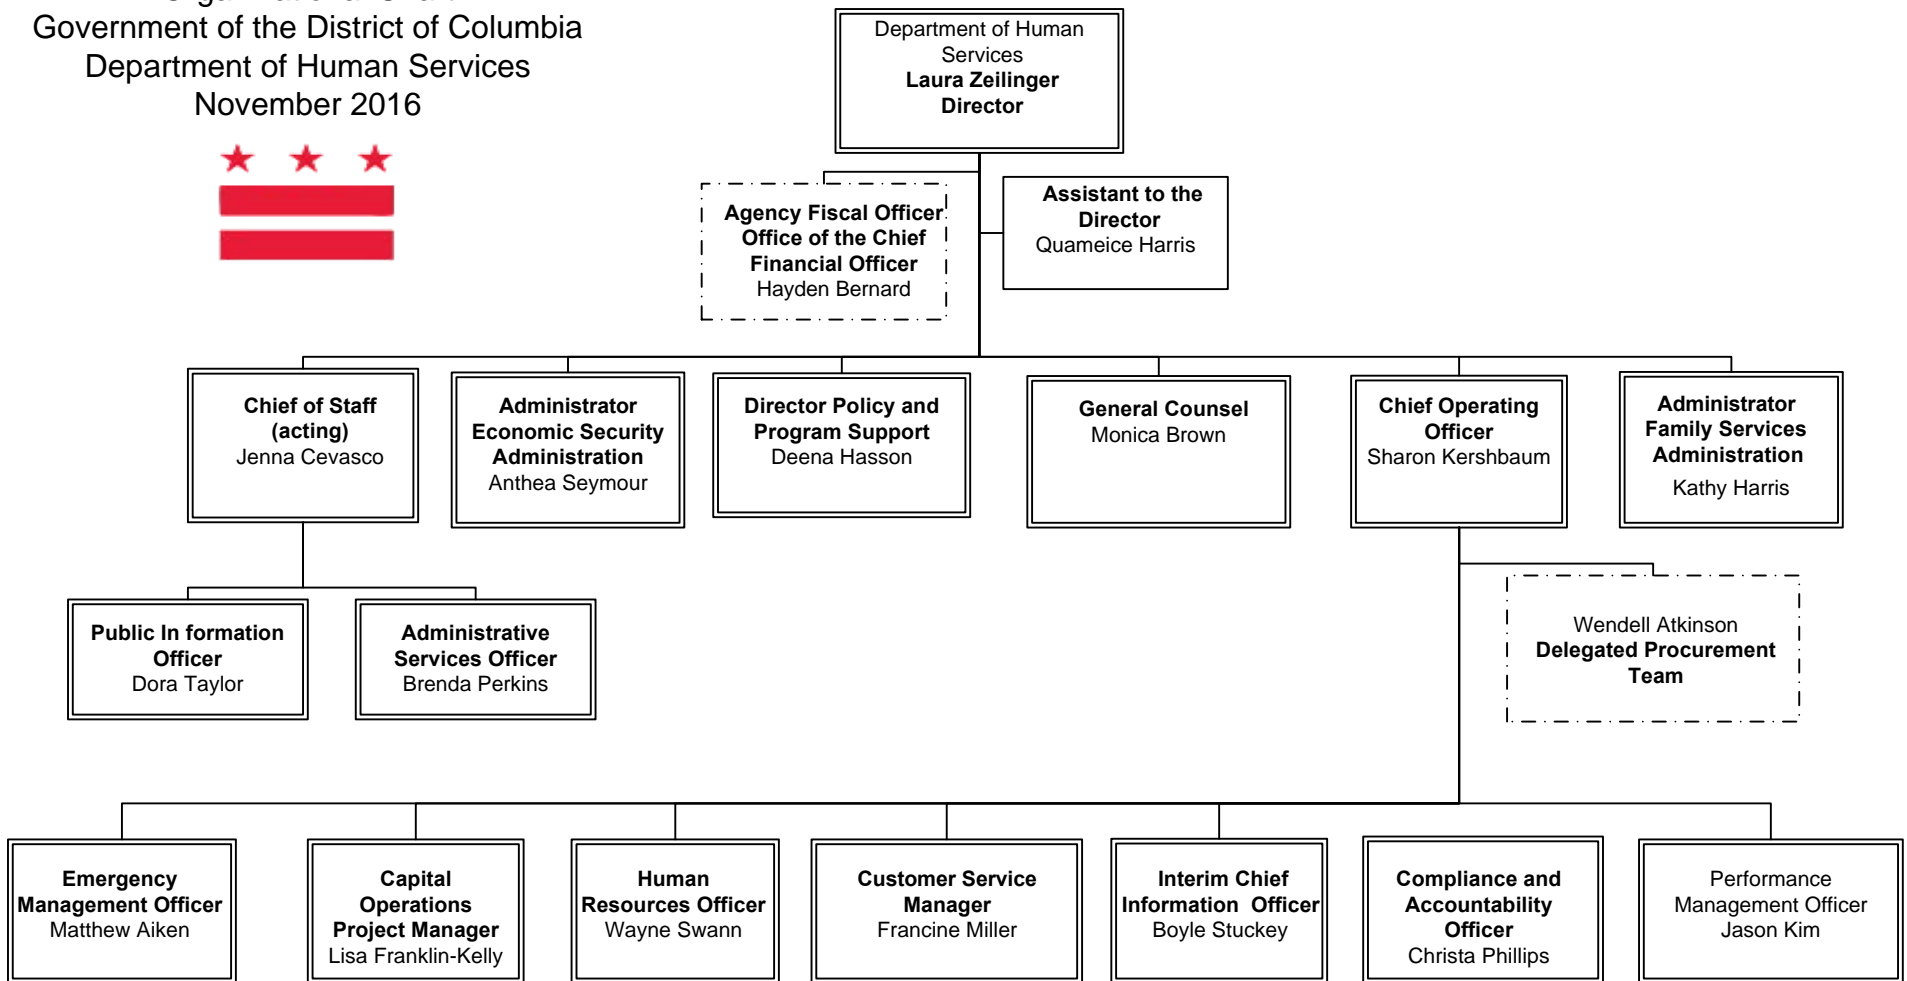 Government of the District of Columbia
Department of Human Services
November 2016
Department of Human
Services
Laura Zeilinger
Director
Agency Fiscal Officer
Office of the Chief
Financial Officer
Hayden Bernard
Assistant to the
Director
Quameice Harris
Chief of Staff
(acting)
Jenna Cevasco
Administrator
Economic Security
Administration
Anthea Seymour
Director Policy and
Program Support
Deena Hasson
General Counsel
Monica Brown
Chief Operating
Officer
Sharon Kershbaum
Administrator
Family Services
Administration
Kathy Harris
Public In formation
Officer
Dora Taylor
Administrative
Services Officer
Brenda Perkins
Wendell Atkinson
Delegated Procurement
Team
Emergency
Management Officer
Matthew Aiken
Capital
Operations
Project Manager
Lisa Franklin-Kelly
Human
Resources Officer
Wayne Swann
Customer Service
Manager
Francine Miller
Interim Chief
Information  Officer
Boyle Stuckey
Compliance and
Accountability
Officer
Christa Phillips
Performance
Management Officer
Jason Kim